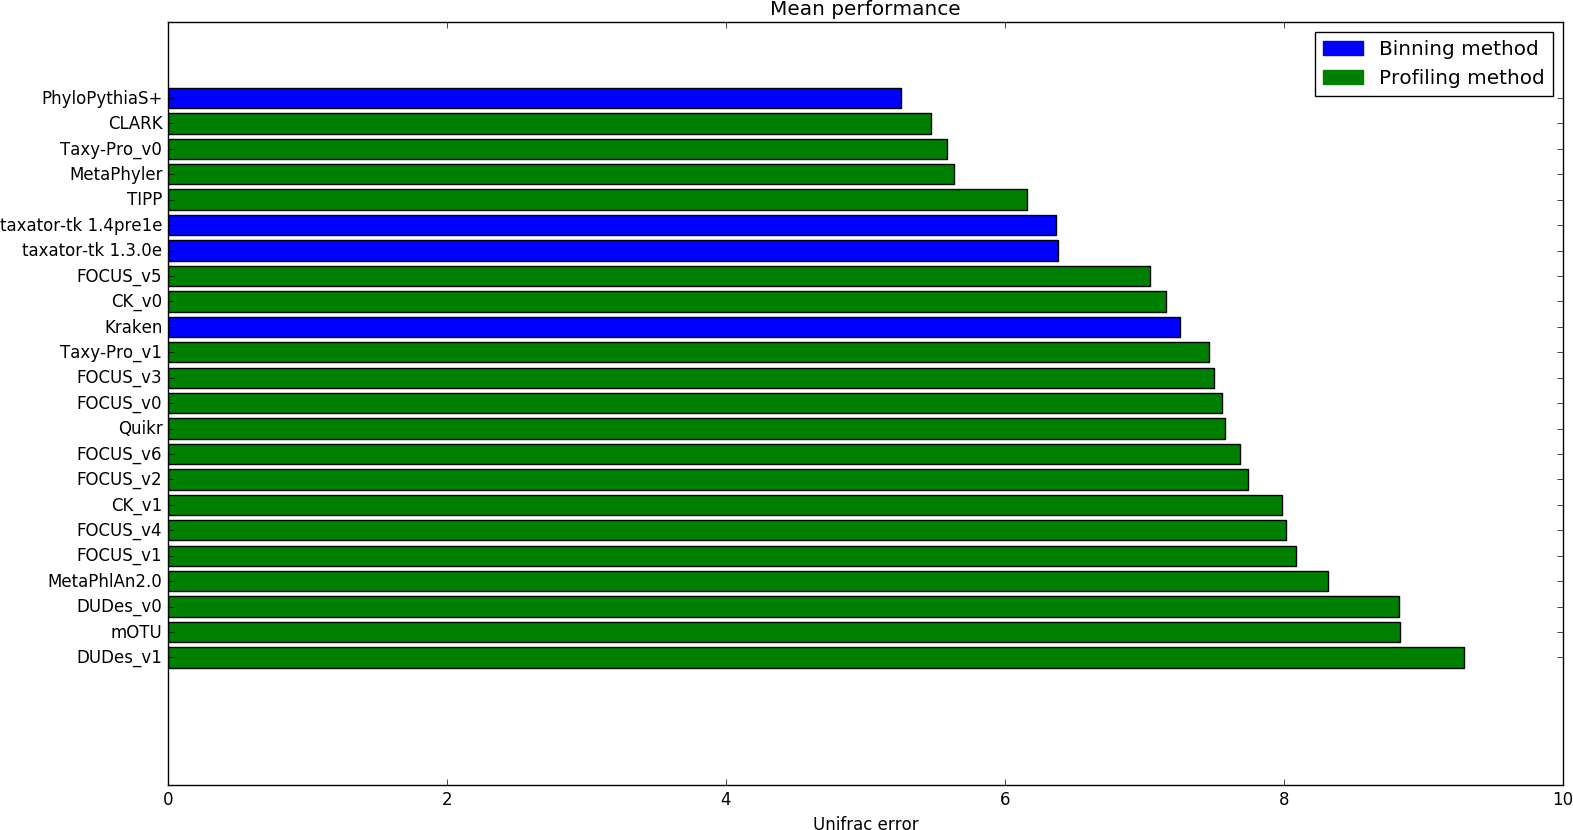 Mean performance
Binning method
Profiling method
PhyloPythiaS+
CLARK
Taxy-Pro_v0
MetaPhyler
TIPP
taxator-tk 1.4pre1e
taxator-tk 1.3.0e
FOCUS_v5
CK_v0
Kraken
Taxy-Pro_v1
FOCUS_v3
FOCUS_v0
Quikr
FOCUS_v6
FOCUS_v2
CK_v1
FOCUS_v4
FOCUS_v1
MetaPhlAn2.0
DUDes_v0
mOTU
DUDes_v1
0 2 4 6 8 10
Unifrac error